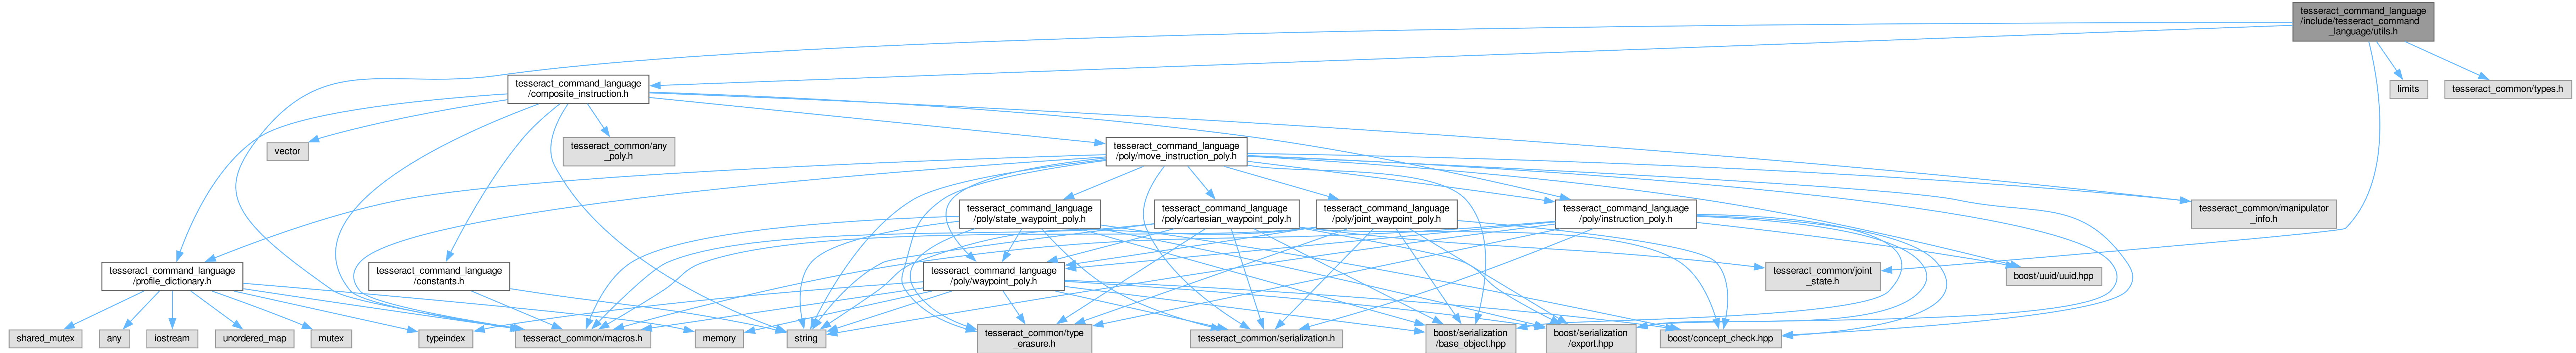 tesseract_command_language
/include/tesseract_command
_language/utils.h
tesseract_command_language
/composite_instruction.h
limits
tesseract_common/types.h
vector
tesseract_common/any
_poly.h
tesseract_command_language
/poly/move_instruction_poly.h
tesseract_command_language
/poly/state_waypoint_poly.h
tesseract_command_language
/poly/cartesian_waypoint_poly.h
tesseract_command_language
/poly/joint_waypoint_poly.h
tesseract_command_language
/poly/instruction_poly.h
tesseract_common/manipulator
_info.h
tesseract_command_language
/profile_dictionary.h
tesseract_command_language
/constants.h
tesseract_command_language
/poly/waypoint_poly.h
tesseract_common/joint
_state.h
boost/uuid/uuid.hpp
shared_mutex
any
iostream
unordered_map
mutex
typeindex
tesseract_common/macros.h
memory
string
tesseract_common/type
_erasure.h
tesseract_common/serialization.h
boost/serialization
/base_object.hpp
boost/serialization
/export.hpp
boost/concept_check.hpp